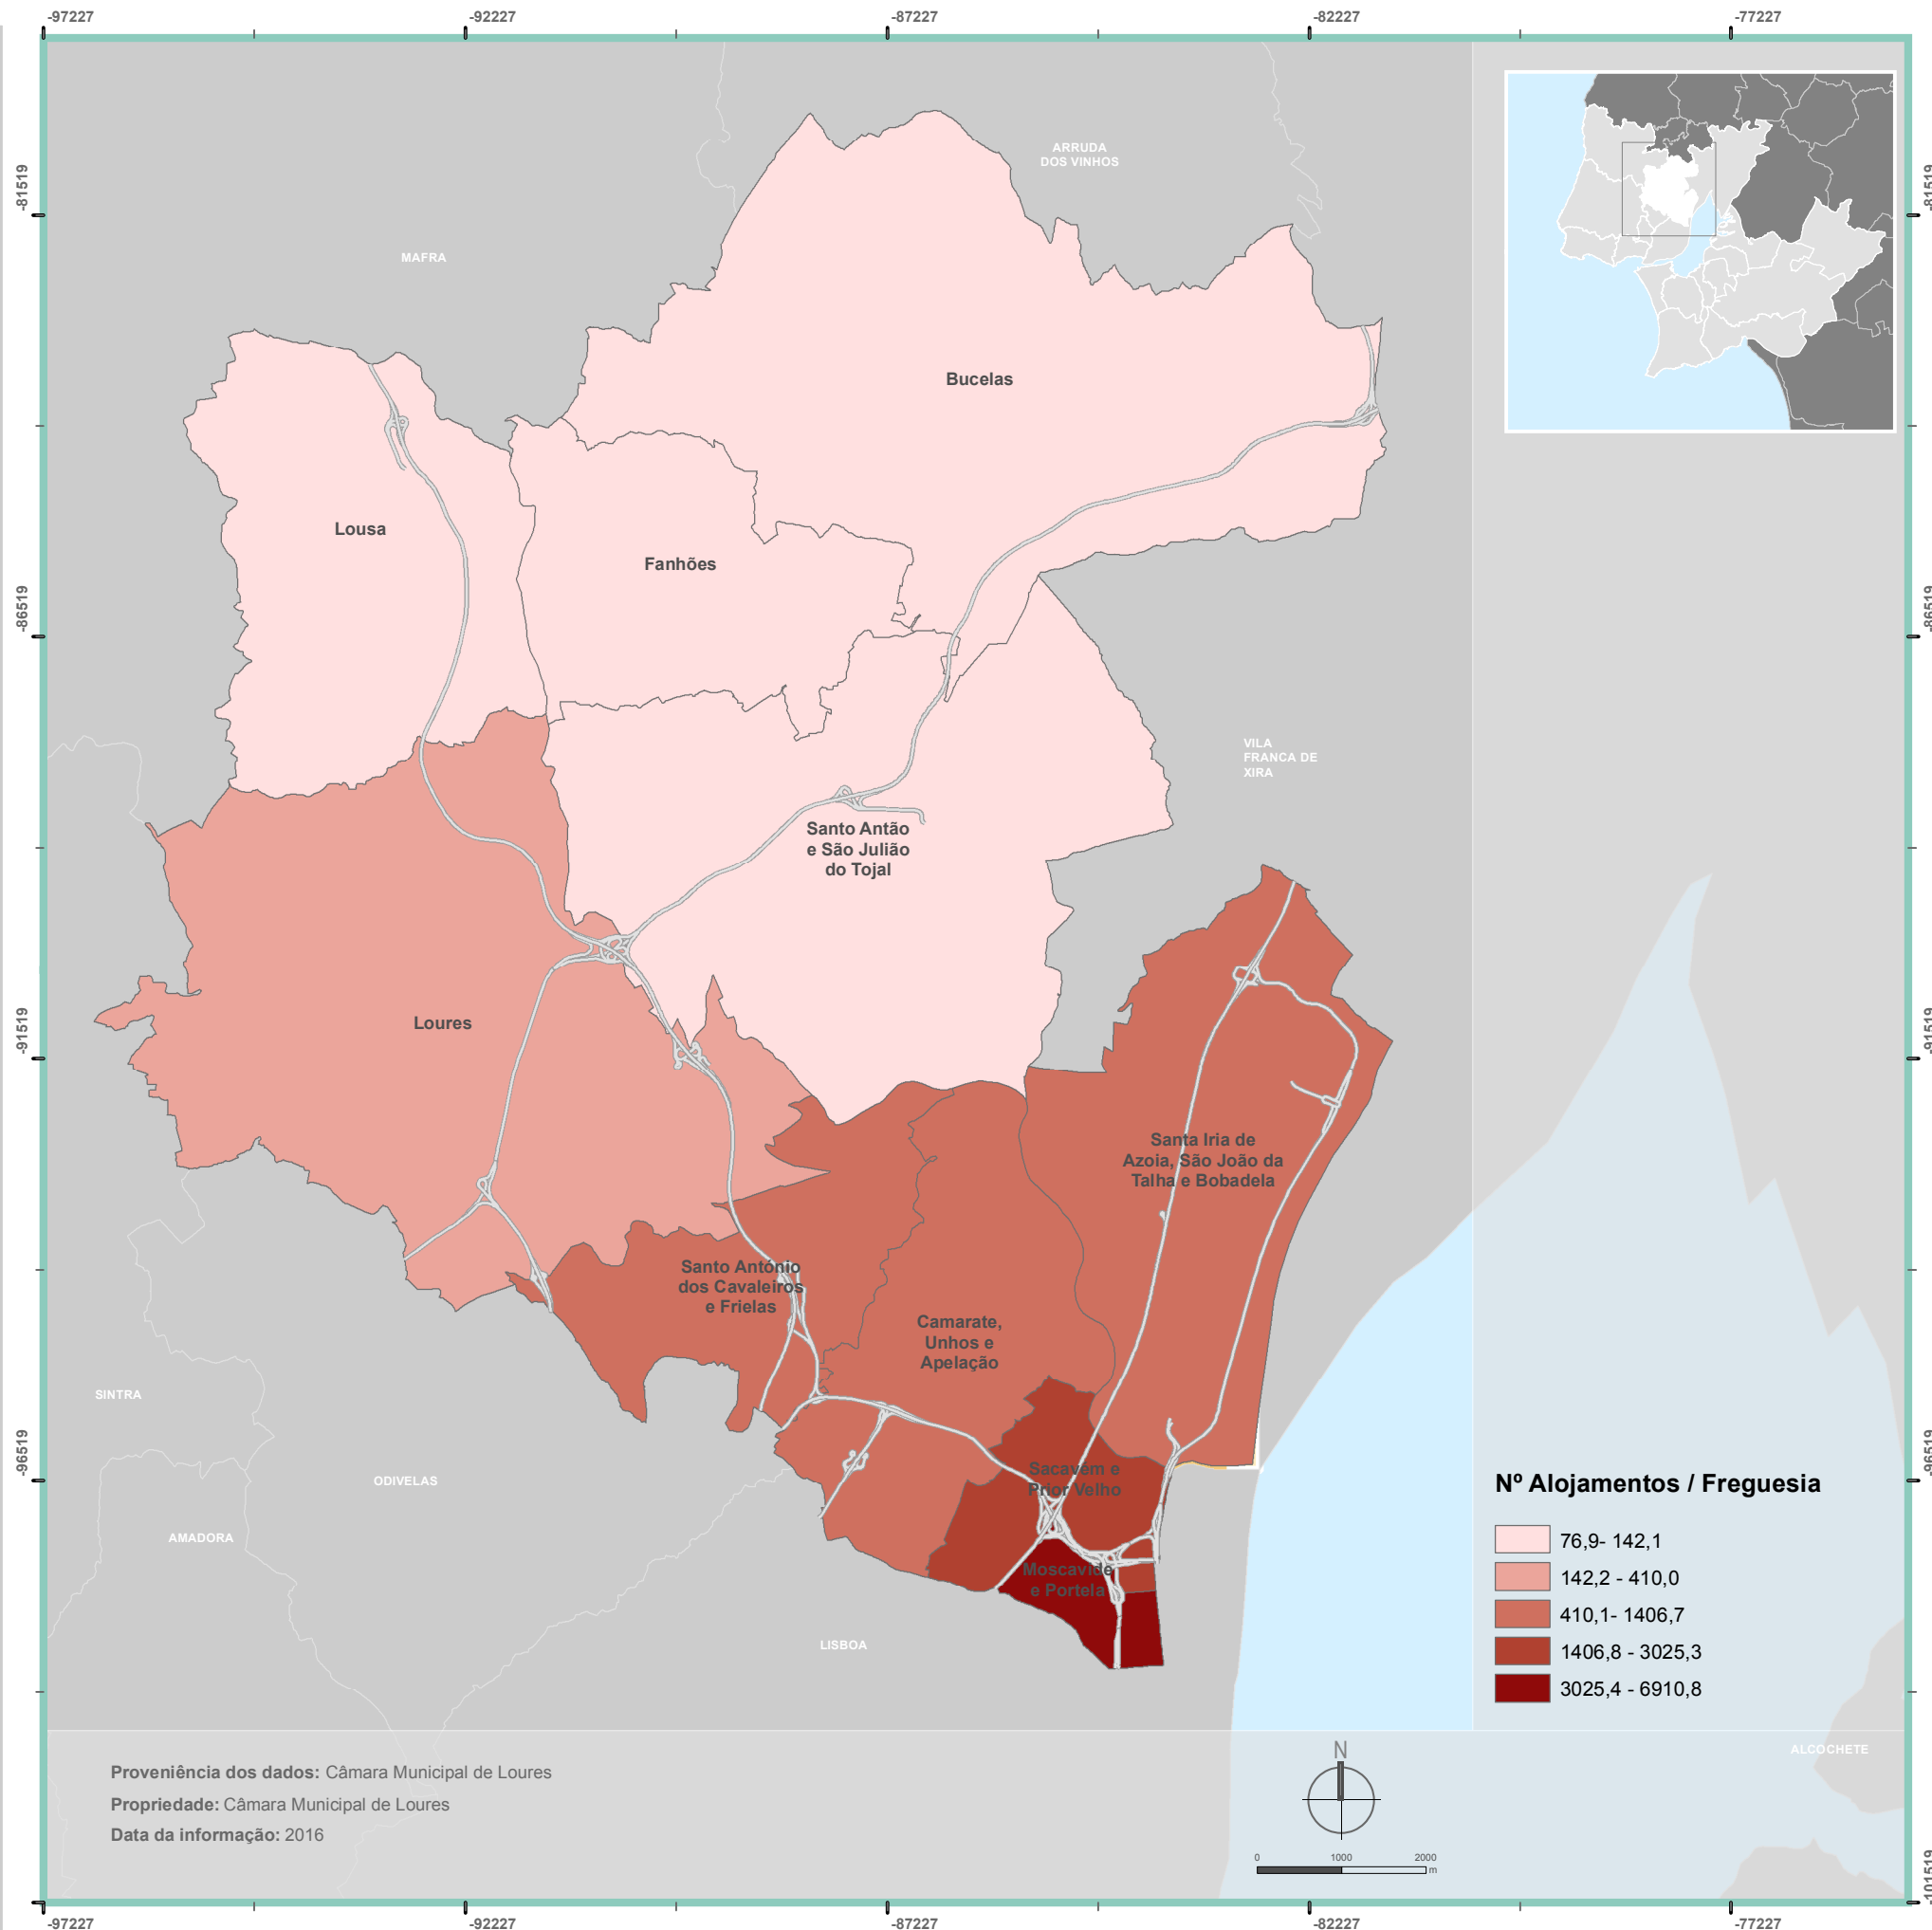 -97227
-92227
-87227
-82227
-77227
-81519
-81519
ARRUDA
DOS VINHOS
MAFRA
Bucelas
Lousa
Fanhões
-86519
-86519
VILA
FRANCA DE
XIRA
Santo Antão
e São Julião
do Tojal
Loures
-91519
-91519
Santa Iria de
Azoia, São João da
Talha e Bobadela
Santo António
dos Cavaleiros
e Frielas
Camarate,
Unhos e
Apelação
SINTRA
ODIVELAS
AMADORA
-96519
-96519
Sacavém e
Prior Velho
Moscavide
e Portela
LISBOA
Nº Alojamentos / Freguesia
76,9- 142,1
142,2 - 410,0
410,1- 1406,7
1406,8 - 3025,3
3025,4 - 6910,8
ALCOCHETE
Proveniência dos dados: Câmara Municipal de Loures
Propriedade: Câmara Municipal de Loures
Data da informação: 2016
N
0 1000 2000
m
-101519
-97227
-92227
-87227
-82227
-77227